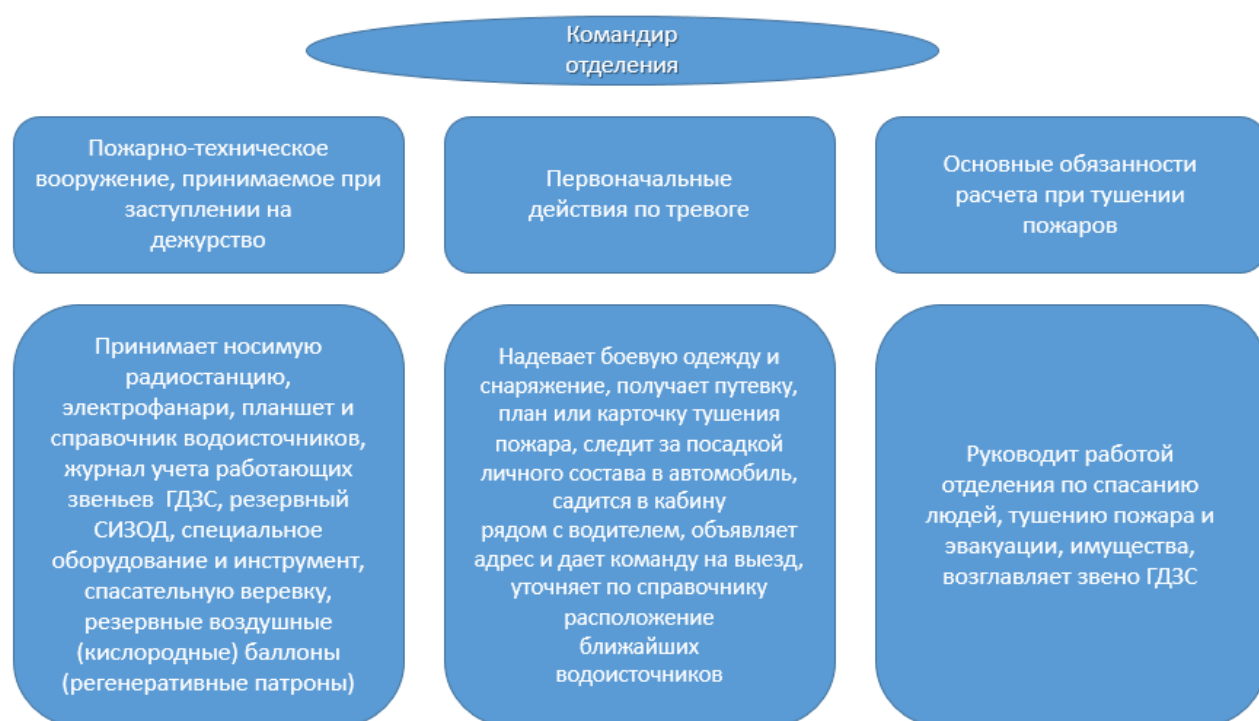 Командир
отделения
Пожарно-техническое
вооружение, принимаемое при
заступлении на
дежурство
Первоначальные
действия по тревоге
Основные обязанности
расчета при тушении
пожаров
Принимает носимую
радиостанцию,
электрофанари, планшет и
справочник водоисточников,
журнал учета работающих
звеньев ГДЗС, резервный
СИЗОД, специальное
оборудование и инструмент,
спасательную веревку,
резервные воздушные
(кислородные) баллоны
(регенеративные патроны)
Надевает боевую одежду и
снаряжение, получает путевку,
план или карточку тушения
пожара, следит за посадкой
личного состава в автомобиль,
садится в кабину
рядом с водителем, объявляет
адрес и дает команду на выезд,
уточняет по справочнику
расположение
ближайших
водоисточников
Руководит работой
отделения по спасанию
людей, тушению пожара и
эвакуации, имущества,
возглавляет звено ГДЗС